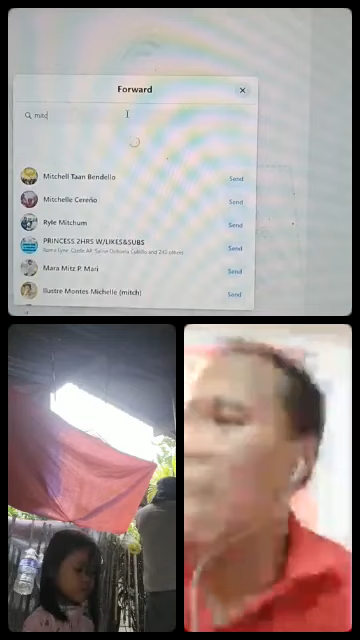 Forward
mitc
Mitchell Taan Bendello
Send
Mitchelle Cereño
Send
Ryle Mitchum
Send
PRINCESS 2HRS W/LIKES&SUBS
Send
Mara Mitz P. Mari
Send
Ilustre Montes Michelle (mitch)
Send